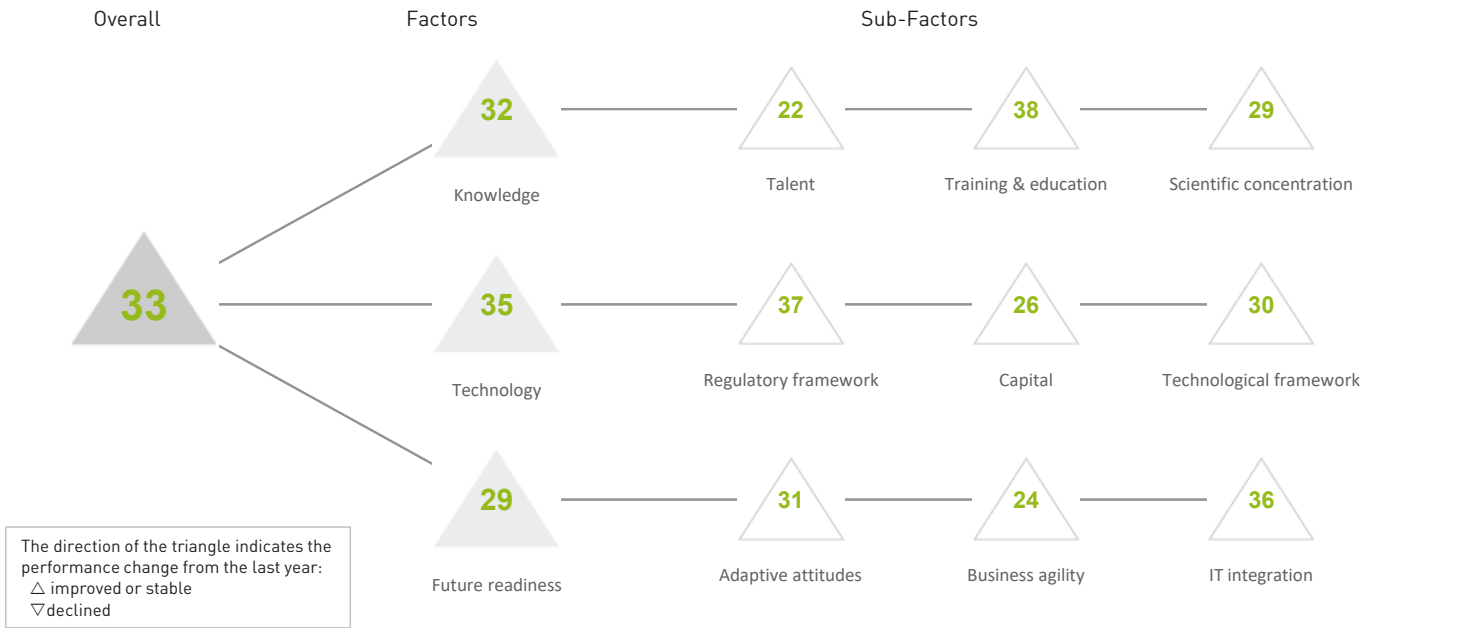 Overall
Factors
Sub-Factors
32
22
38
29
Knowledge
Talent
Training & education
Scientific concentration
33
35
37
26
30
Technology
Regulatory framework
Capital
Technological framework
29
31
24
36
Future readiness
Adaptive attitudes
Business agility
IT integration
The direction of the triangle indicates the
performance change from the last year:
△ improved or stable
▽ declined